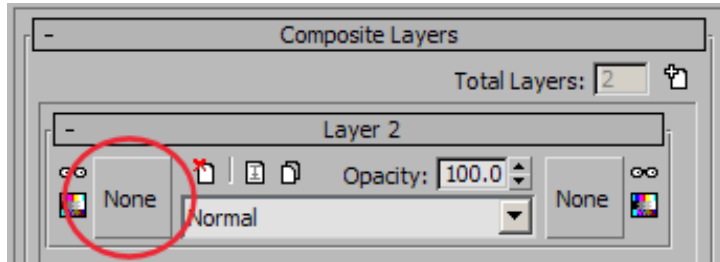 - Composite Layers
Total Layers: 2
- Layer 2
Opacity: 100.0
None Normal None